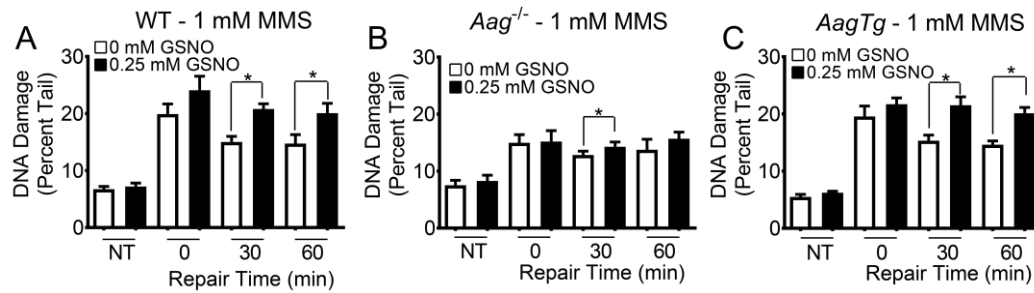 A
WT - 1 mM MMS
0 mM GSNO
0.25 mM GSNO
DNA Damage
(Percent Tail)
30
20
10
0
*
*
NT
0
30
60
Repair Time (min)
B
Aag-/- - 1 mM MMS
0 mM GSNO
0.25 mM GSNO
DNA Damage
(Percent Tail)
30
20
10
0
*
NT
0
30
60
Repair Time (min)
C
AagTg - 1 mM MMS
0 mM GSNO
0.25 mM GSNO
DNA Damage
(Percent Tail)
30
20
10
0
*
*
NT
0
30
60
Repair Time (min)